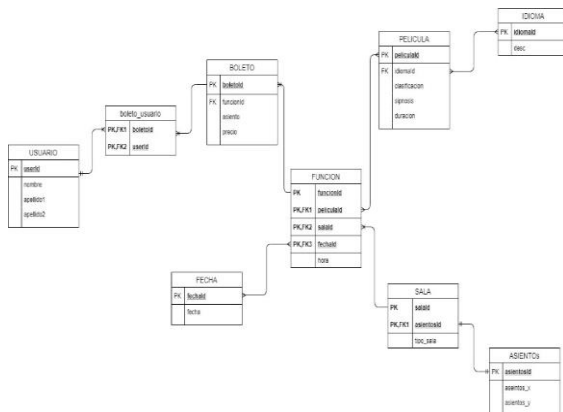 IDIOMA
PK idiomaId
desc
PELICULA
PK peliculaId
FK idiomaId
clasificacion
sipnosis
duracion
BOLETO
PK boletoId
FK funcionId
asiento
precio
boleto_usuario
PK,FK1 boletoId
PK,FK2 userId
USUARIO
PK userId
nombre
apellido1
apellido2
FUNCION
PK funcionId
PK,FK1 peliculaId
PK,FK2 salaId
PK,FK3 fechaId
hora
FECHA
PK fechaId
fecha
SALA
PK salaId
PK,FK1 asientosId
tipo_sala
ASIENTOs
PK asientosId
asientos_x
asientos_y